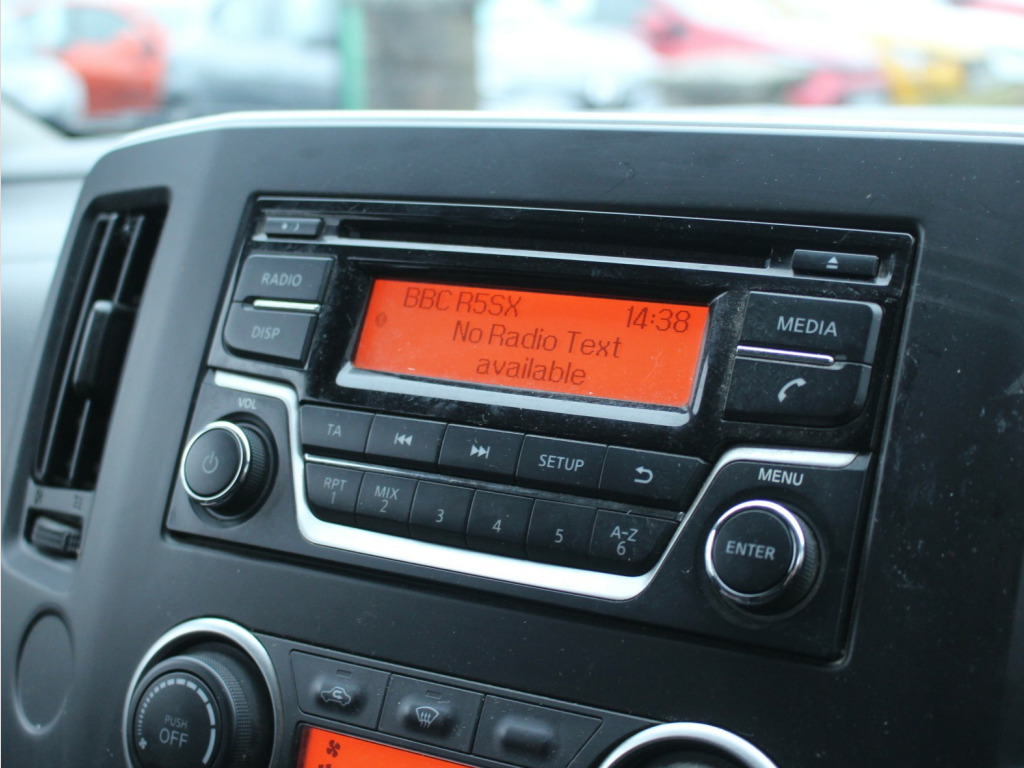 RADIO
DISP
BBC R5SX 14:38
No Radio Text
available
MEDIA
VOL
TA
SETUP
MENU
RPT
1
MIX
2
3
4
5
A-Z
6
ENTER
PUSH
OFF